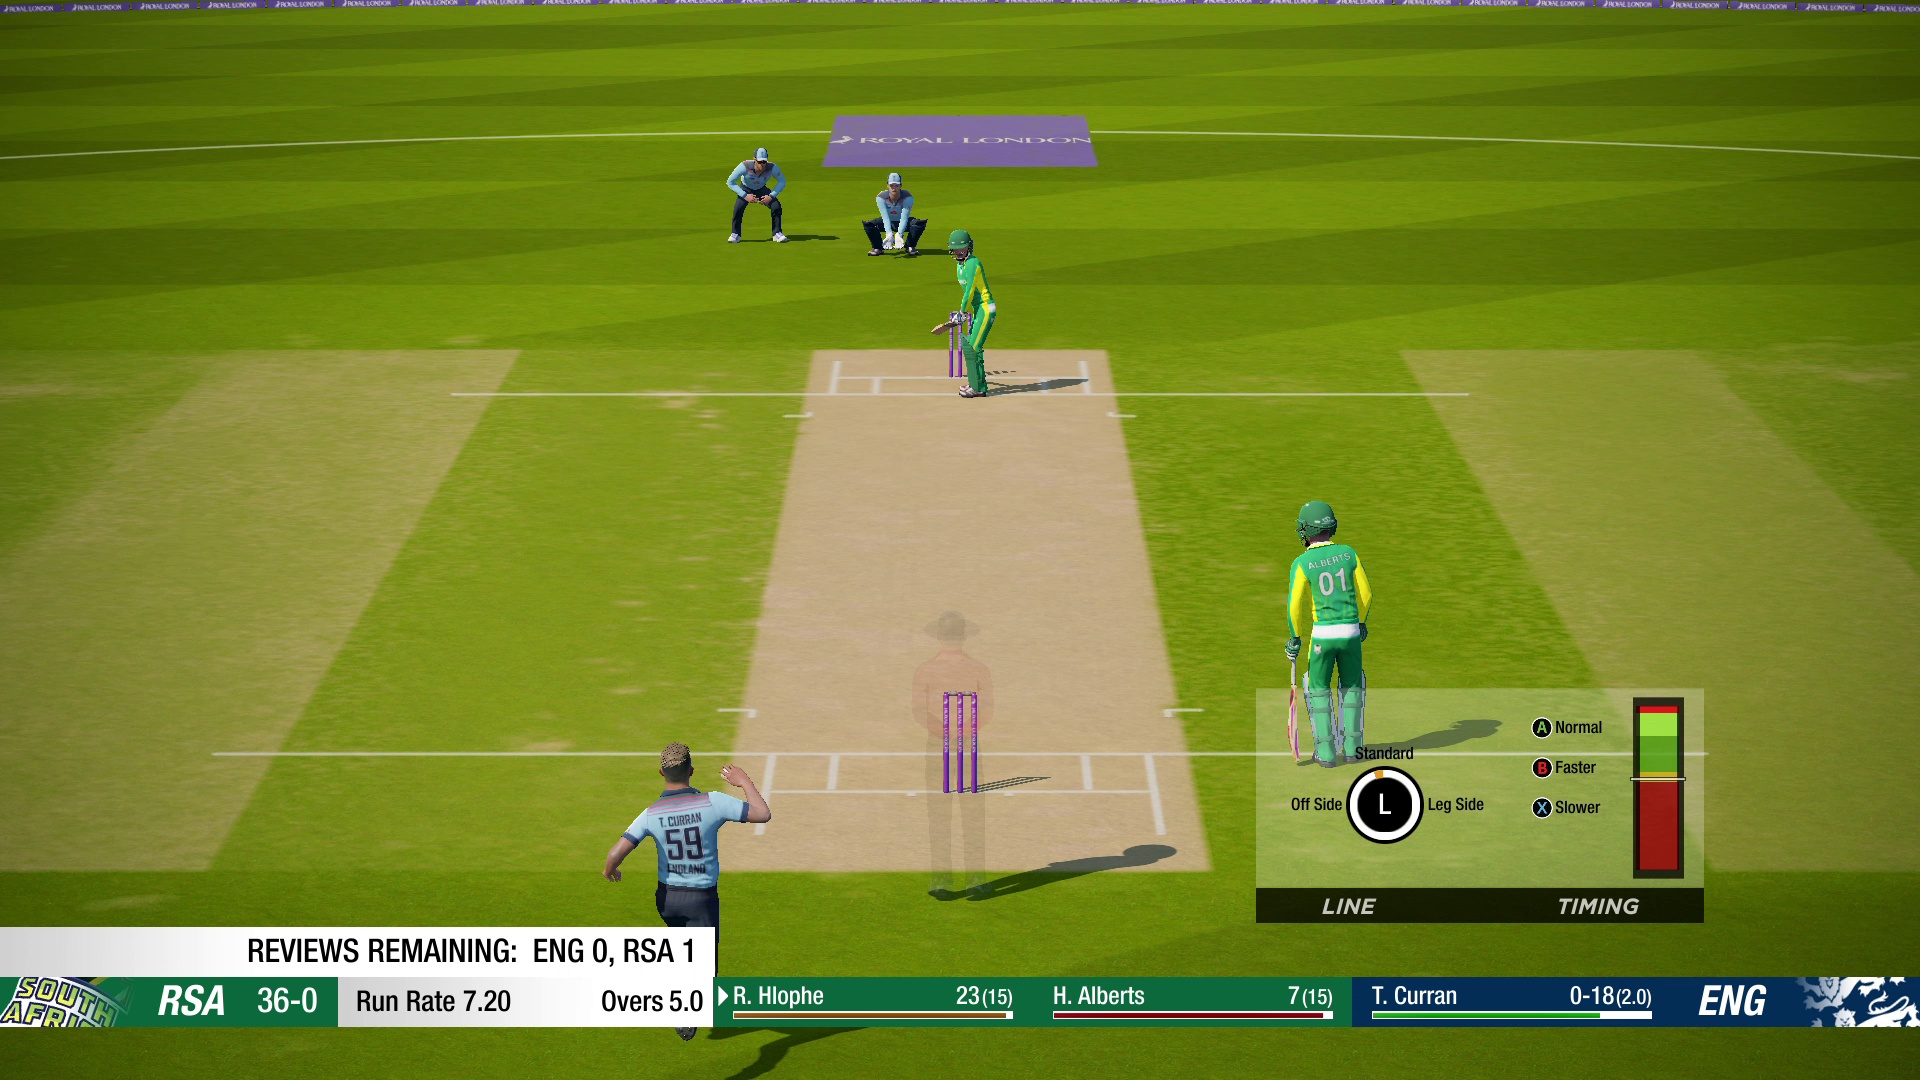 ROYAL LONDON
ALBERTS
01
A Normal
Standard
B Faster
Off Side L Leg Side
X Slower
T. CURRAN
59
ENGLAND
LINE TIMING
REVIEWS REMAINING: ENG 0, RSA 1
SOUTH
AFRI
RSA 36-0 Run Rate 7.20 Overs 5.0 R. Hlophe 23 (15) H. Alberts 7 (15) T. Curran 0-18 (2.0) ENG